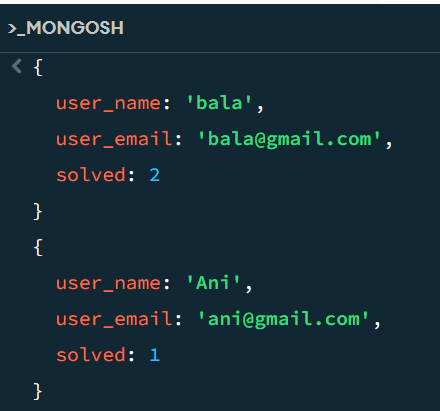 >_MONGOSH
< {
user_name: 'bala',
user_email: 'bala@gmail.com',
solved: 2
}
{
user_name: 'Ani',
user_email: 'ani@gmail.com',
solved: 1
}